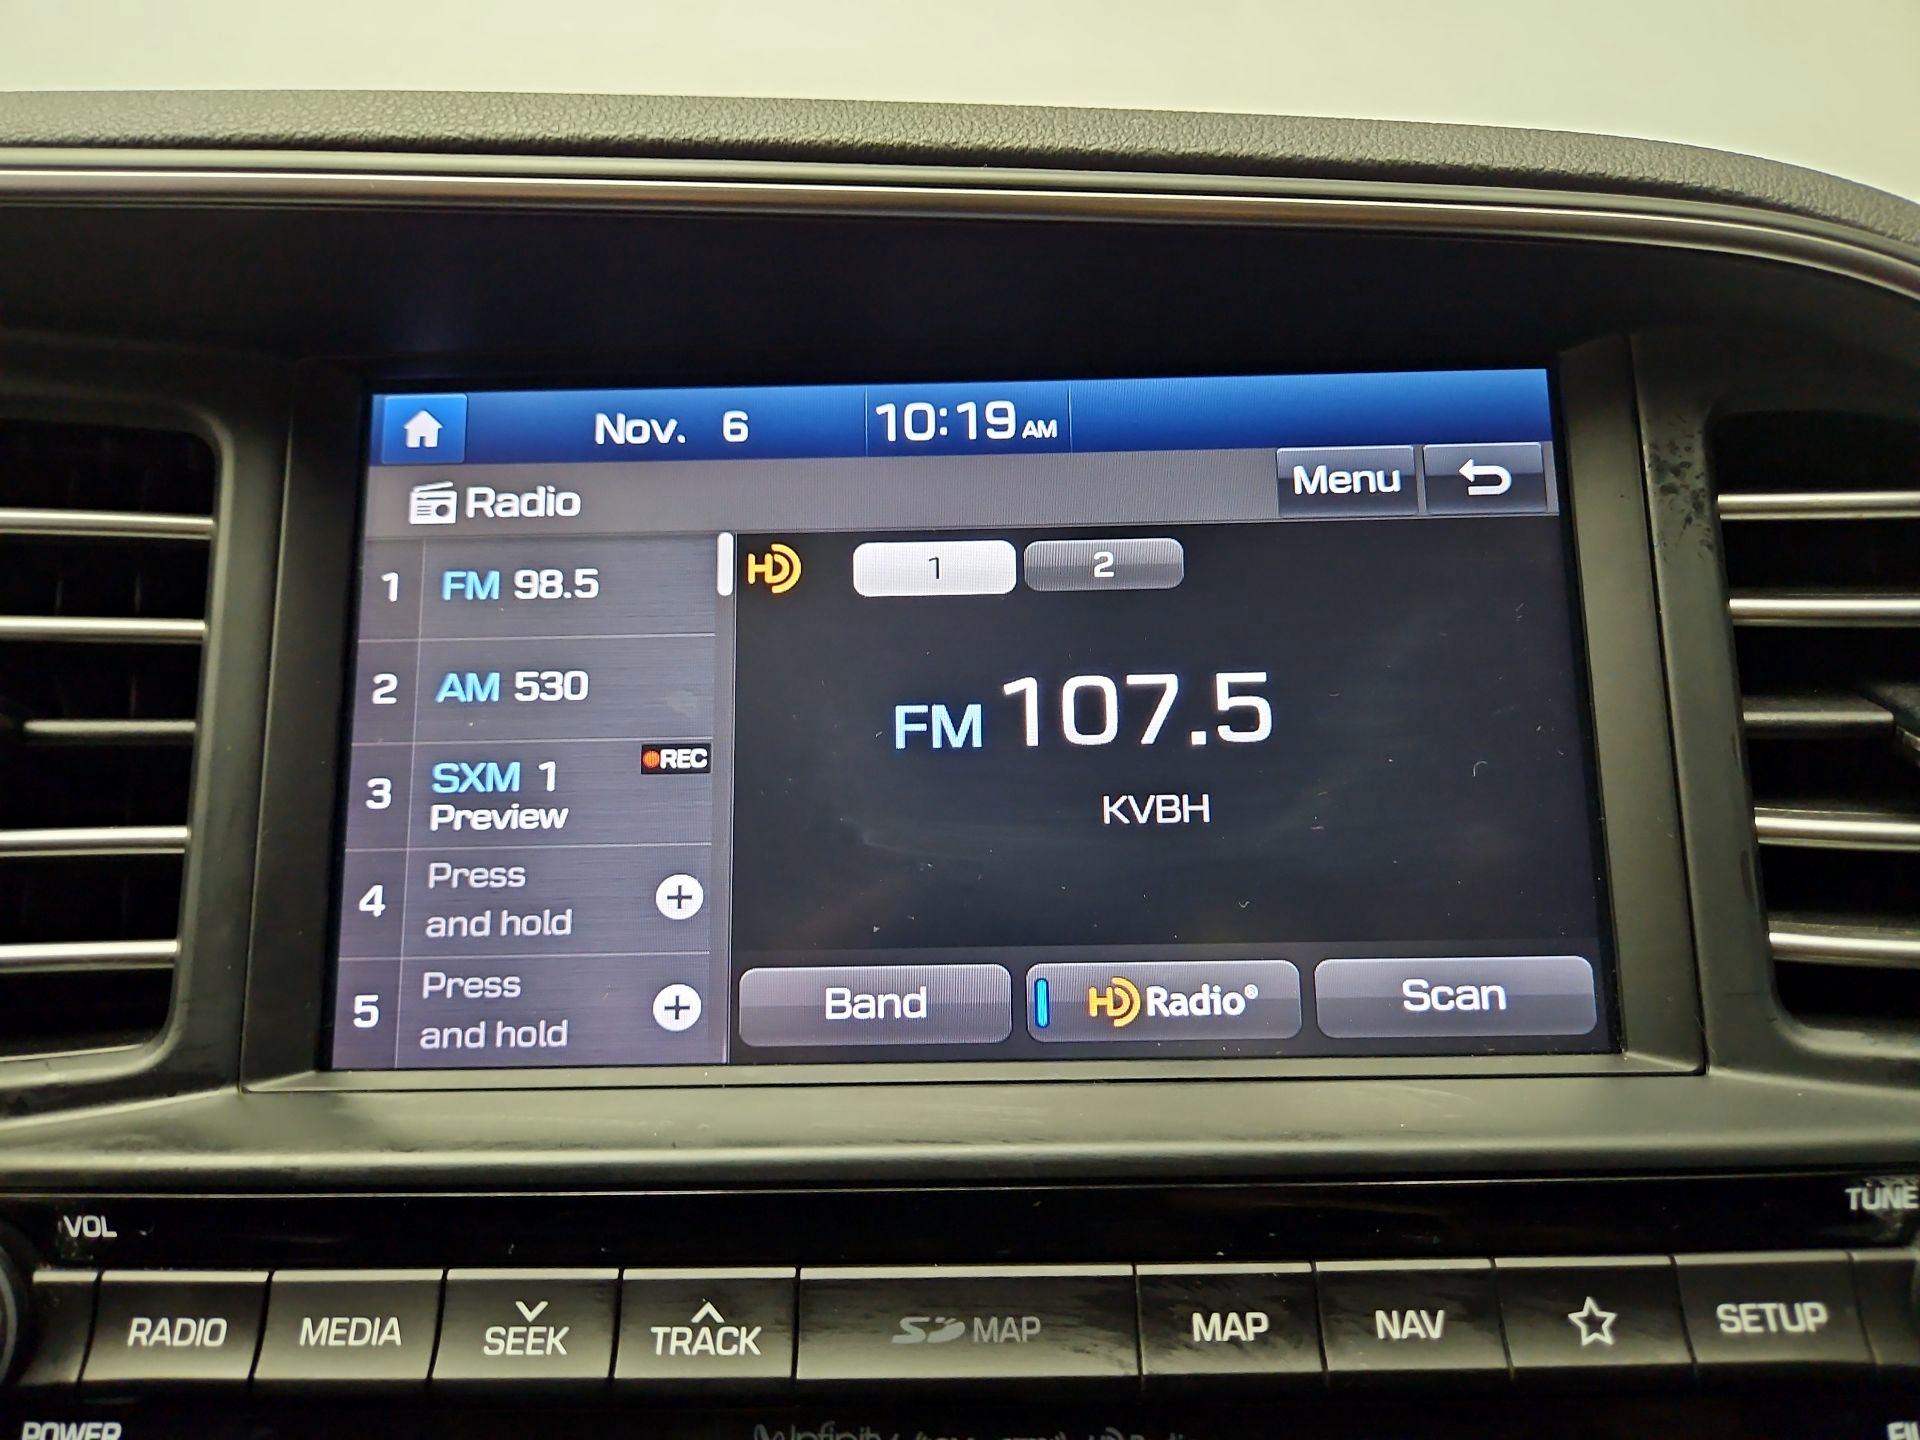 Nov. 6 10:19 AM
Radio Menu
1 FM 98.5
2 AM 530
3 SXM 1 REC
Preview
4 Press
and hold
5 Press
and hold
HD 1 2
FM 107.5
KVBH
Band HD Radio® Scan
VOL TUNE
RADIO MEDIA SEEK TRACK SD MAP MAP NAV SETUP
POWER Infinity